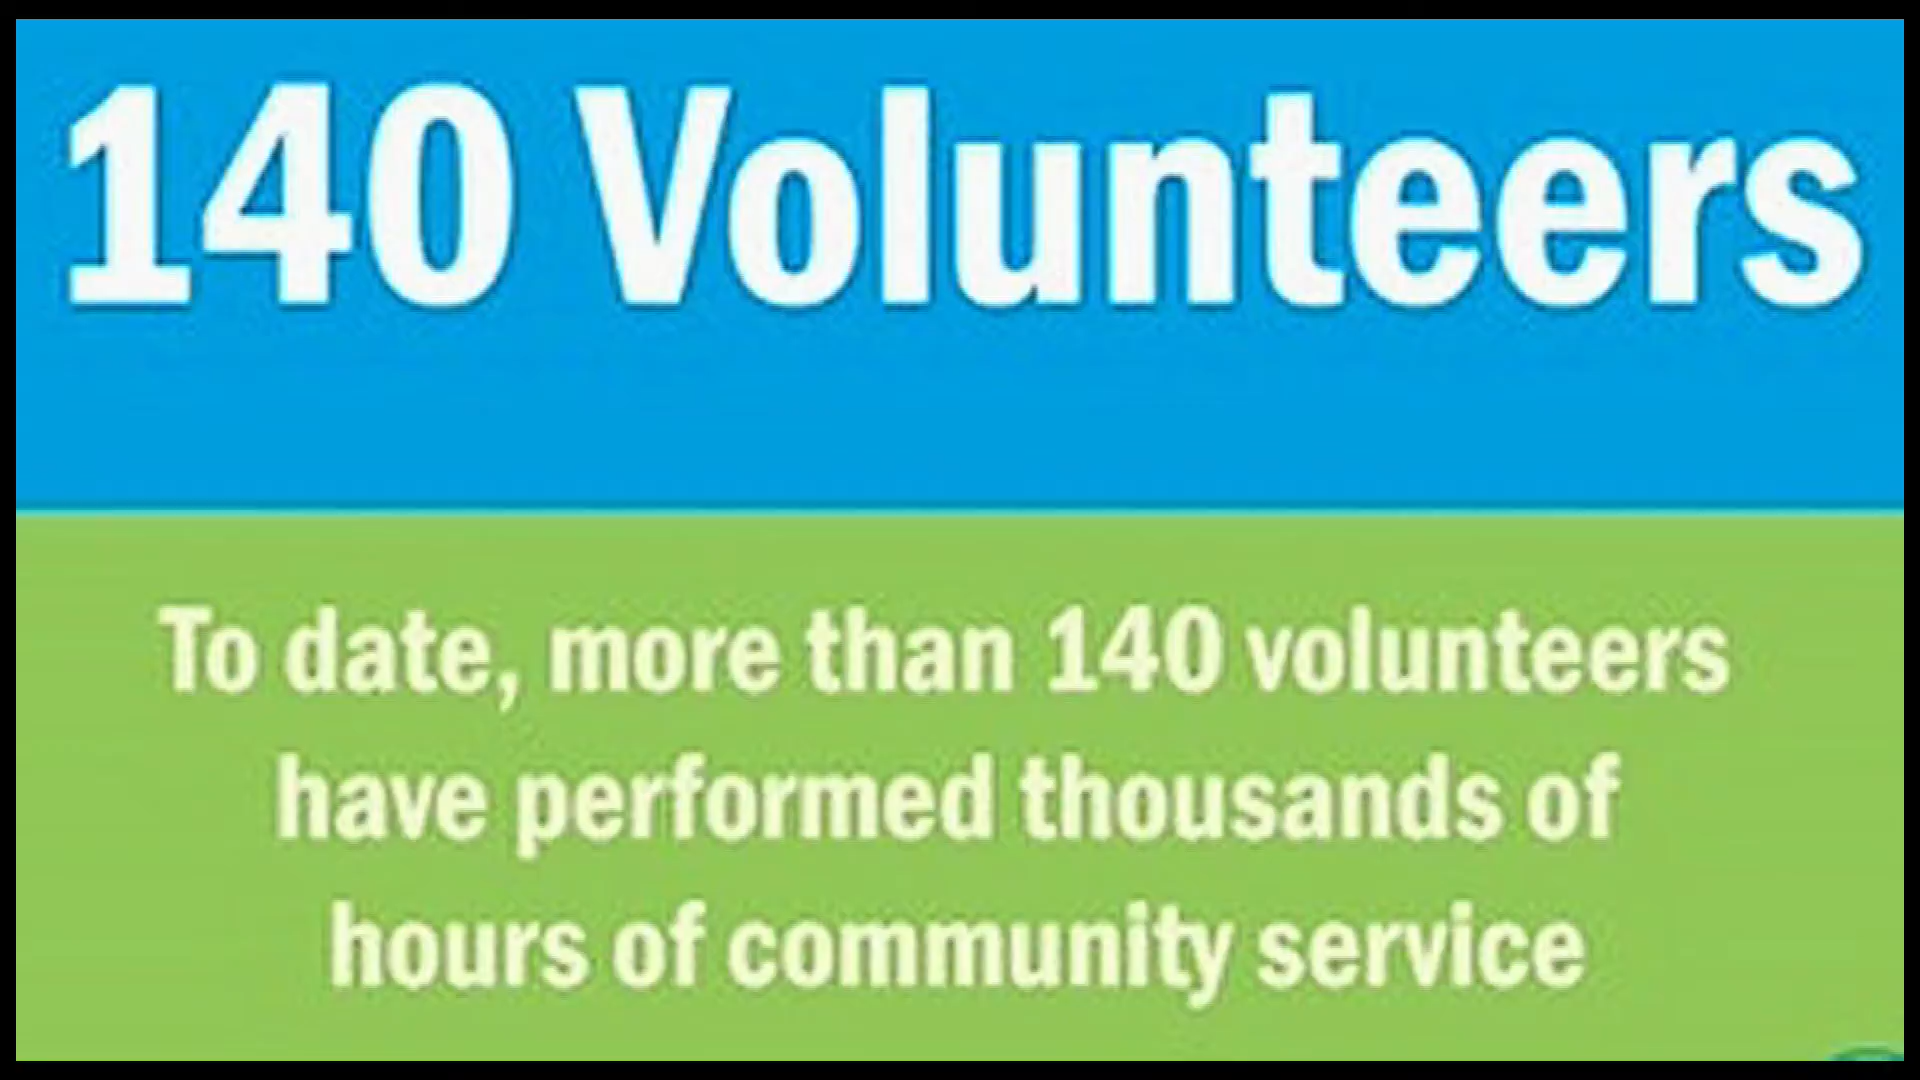 140 Volunteers
To date, more than 140 volunteers
have performed thousands of
hours of community service